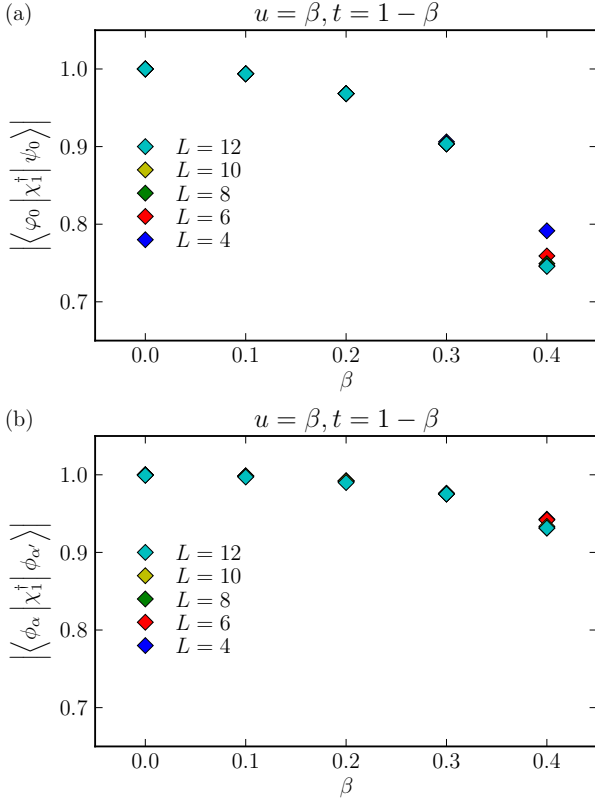 (a)
u = β, t = 1 − β
|⟨φ₀|χ₁†|ψ₀⟩|
1.0
0.9
0.8
0.7
L = 12
L = 10
L = 8
L = 6
L = 4
0.0 0.1 0.2 0.3 0.4
β
(b)
u = β, t = 1 − β
|⟨ϕ_α|χ₁†|ϕ_α′⟩|
1.0
0.9
0.8
0.7
L = 12
L = 10
L = 8
L = 6
L = 4
0.0 0.1 0.2 0.3 0.4
β